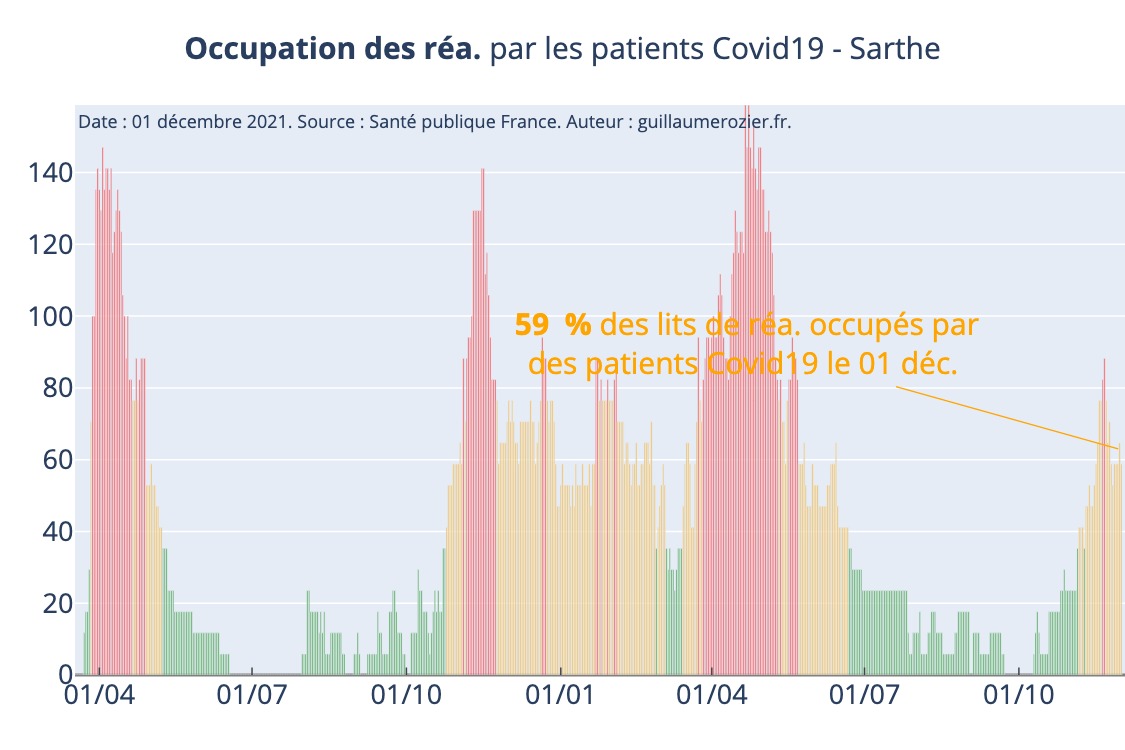 Occupation des réa. par les patients Covid19 - Sarthe
Date : 01 décembre 2021. Source : Santé publique France. Auteur : guillaumerozier.fr.
140
120
100
59 % des lits de réa. occupés par
des patients Covid19 le 01 déc.
80
60
40
20
0
01/04 01/07 01/10 01/01 01/04 01/07 01/10